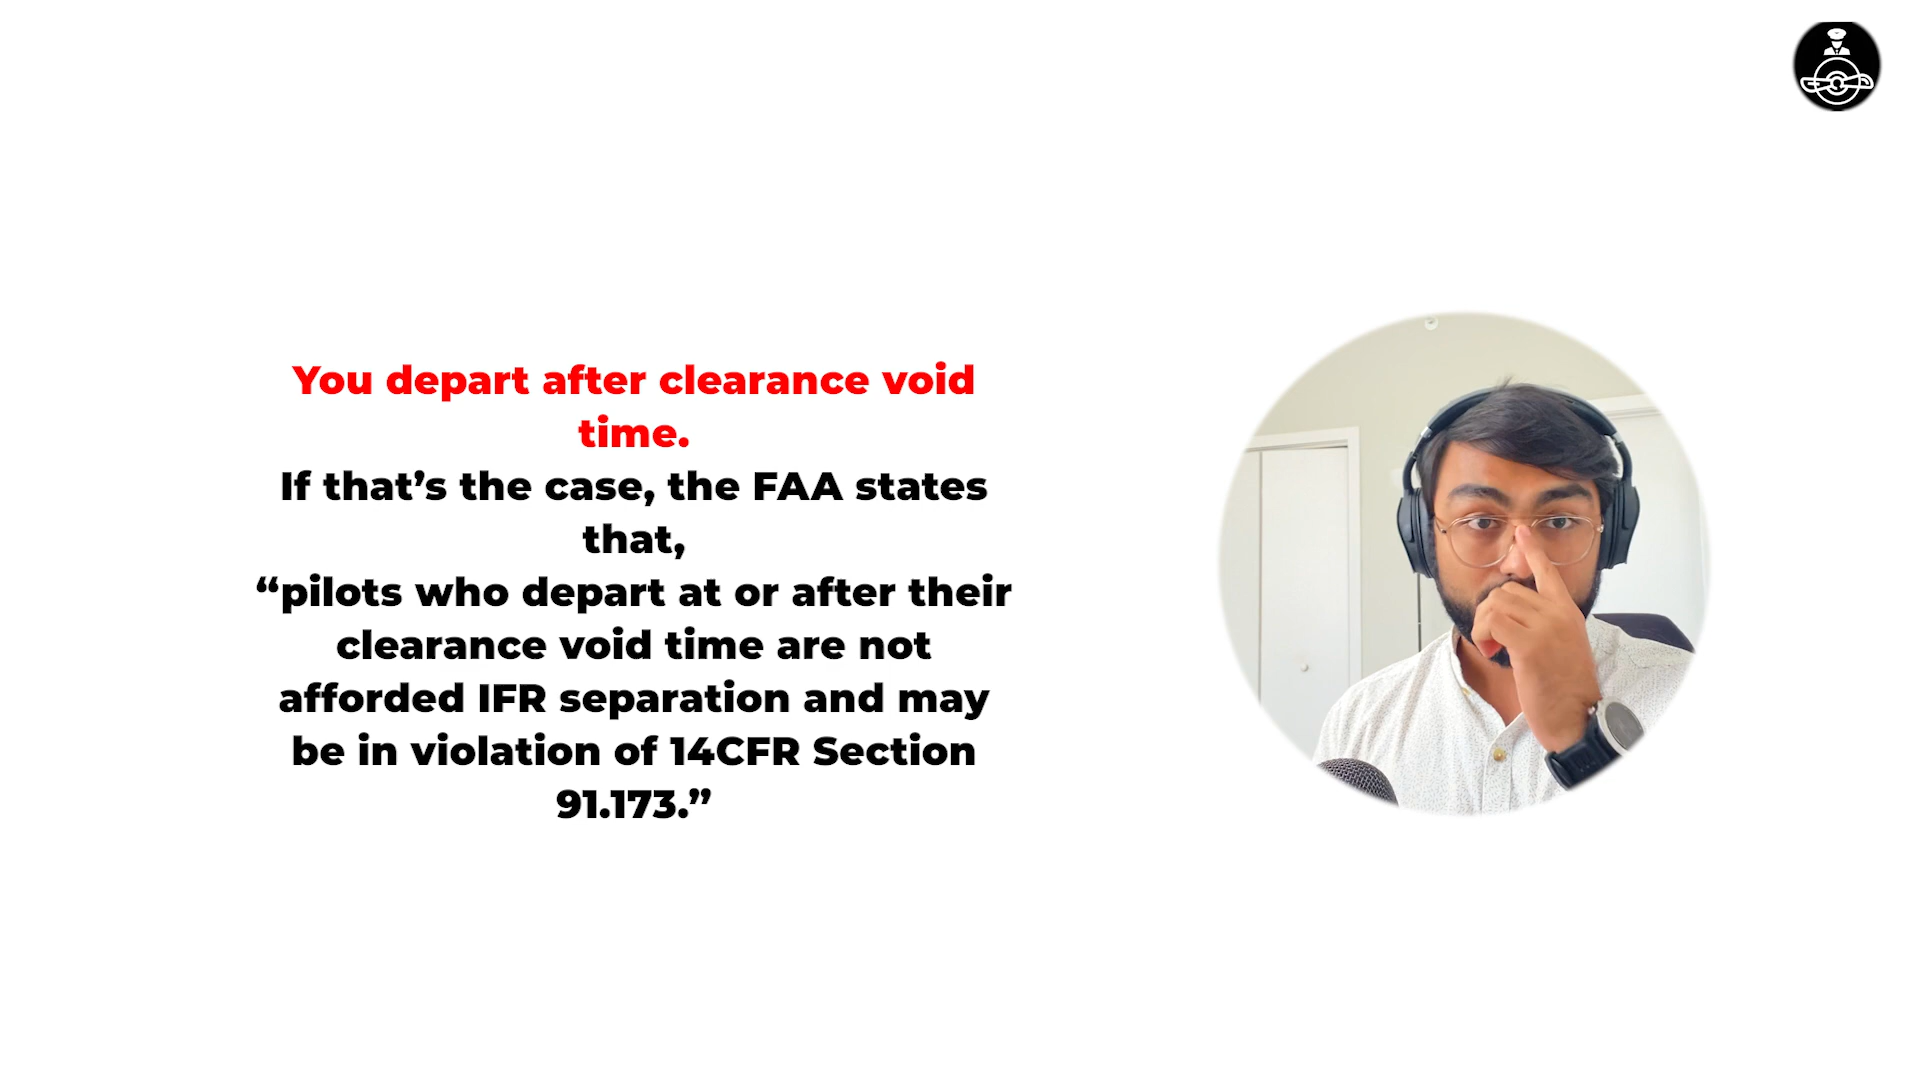 You depart after clearance void
time.
If that’s the case, the FAA states
that,
“pilots who depart at or after their
clearance void time are not
afforded IFR separation and may
be in violation of 14CFR Section
91.173.”